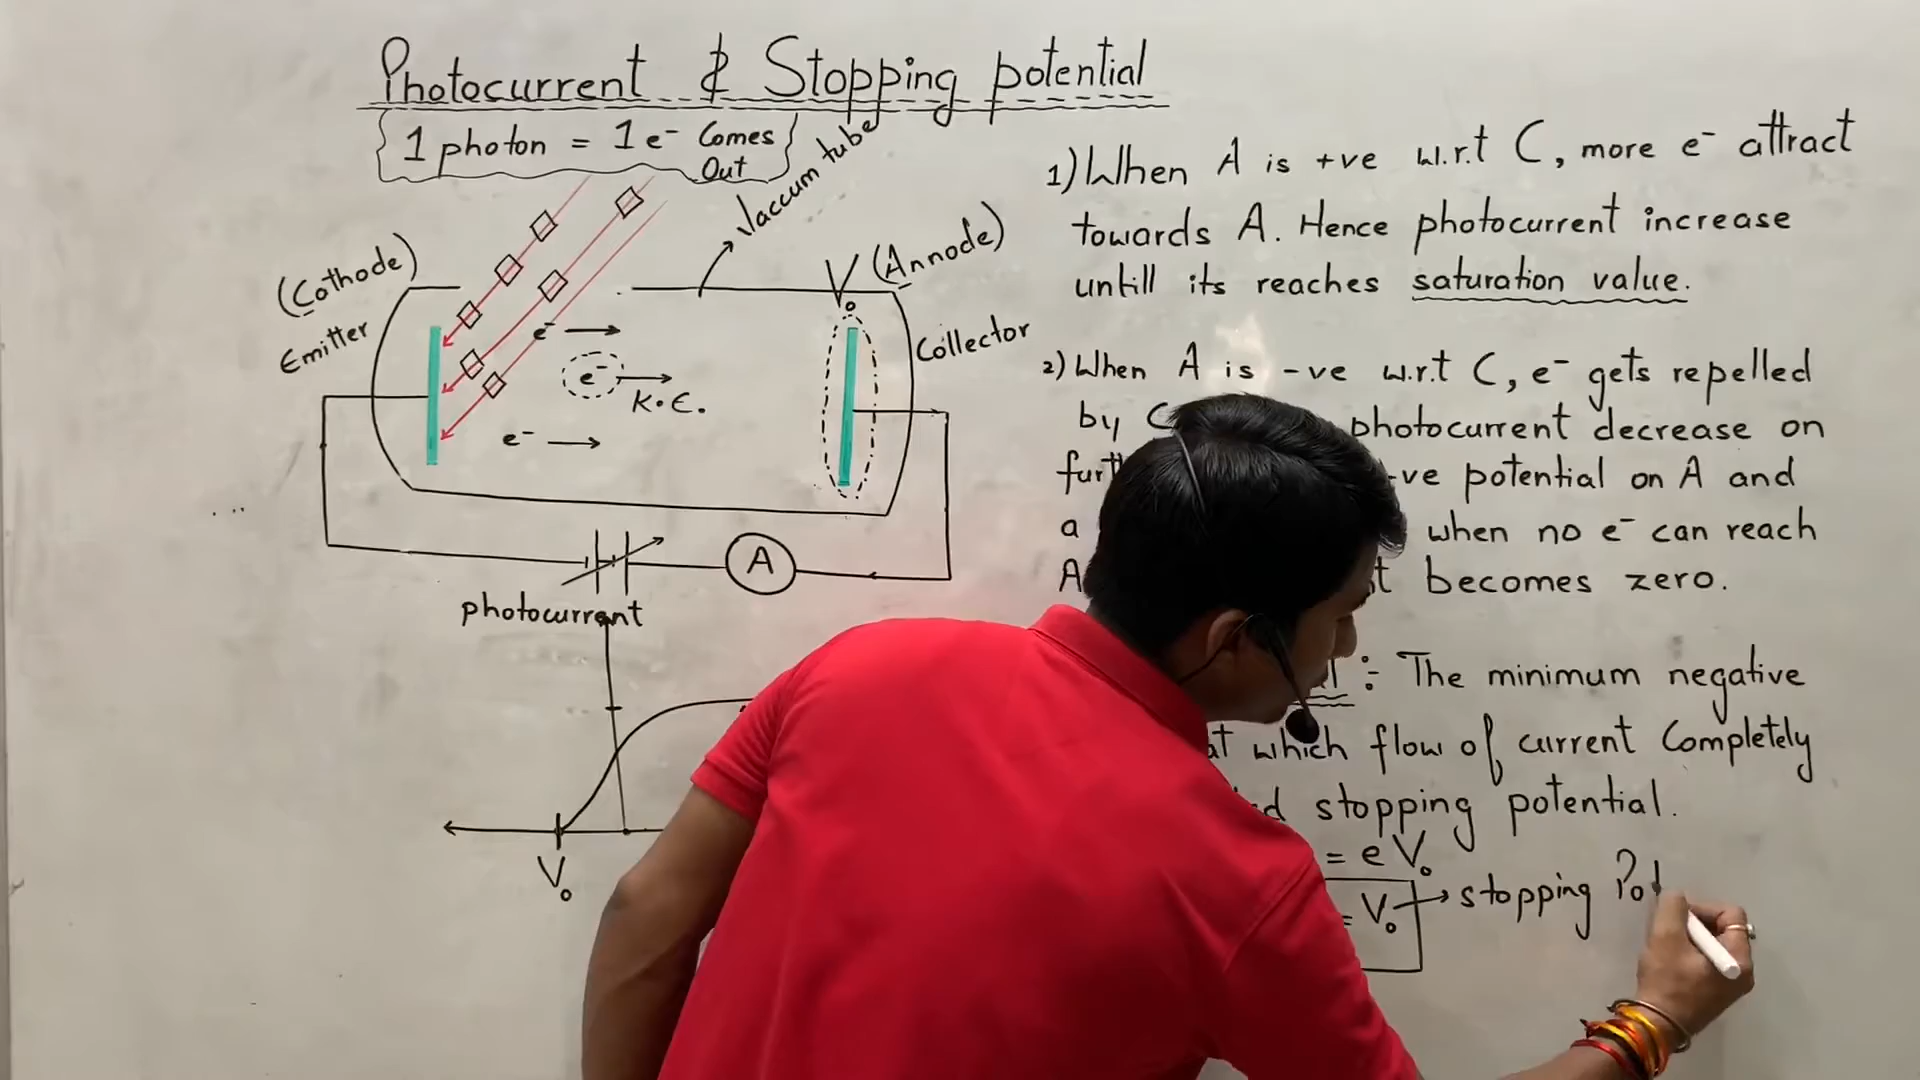 Photocurrent & Stopping potential
1 photon = 1 e⁻ Comes
Out
Vaccum tube
(Cothode)
Emitter
V₀
(Annode)
Collector
e⁻
e⁻
K.E.
e⁻
A
photocurrent
V₀
1) When A is +ve w.r.t C, more e⁻ attract
towards A. Hence photocurrent increase
untill its reaches saturation value.
2) When A is -ve w.r.t C, e⁻ gets repelled
by photocurrent decrease on
-ve potential on A and
a when no e⁻ can reach
A becomes zero.
: The minimum negative
at which flow of current Completely
stopping potential.
= eV₀
= V₀ → stopping Pot